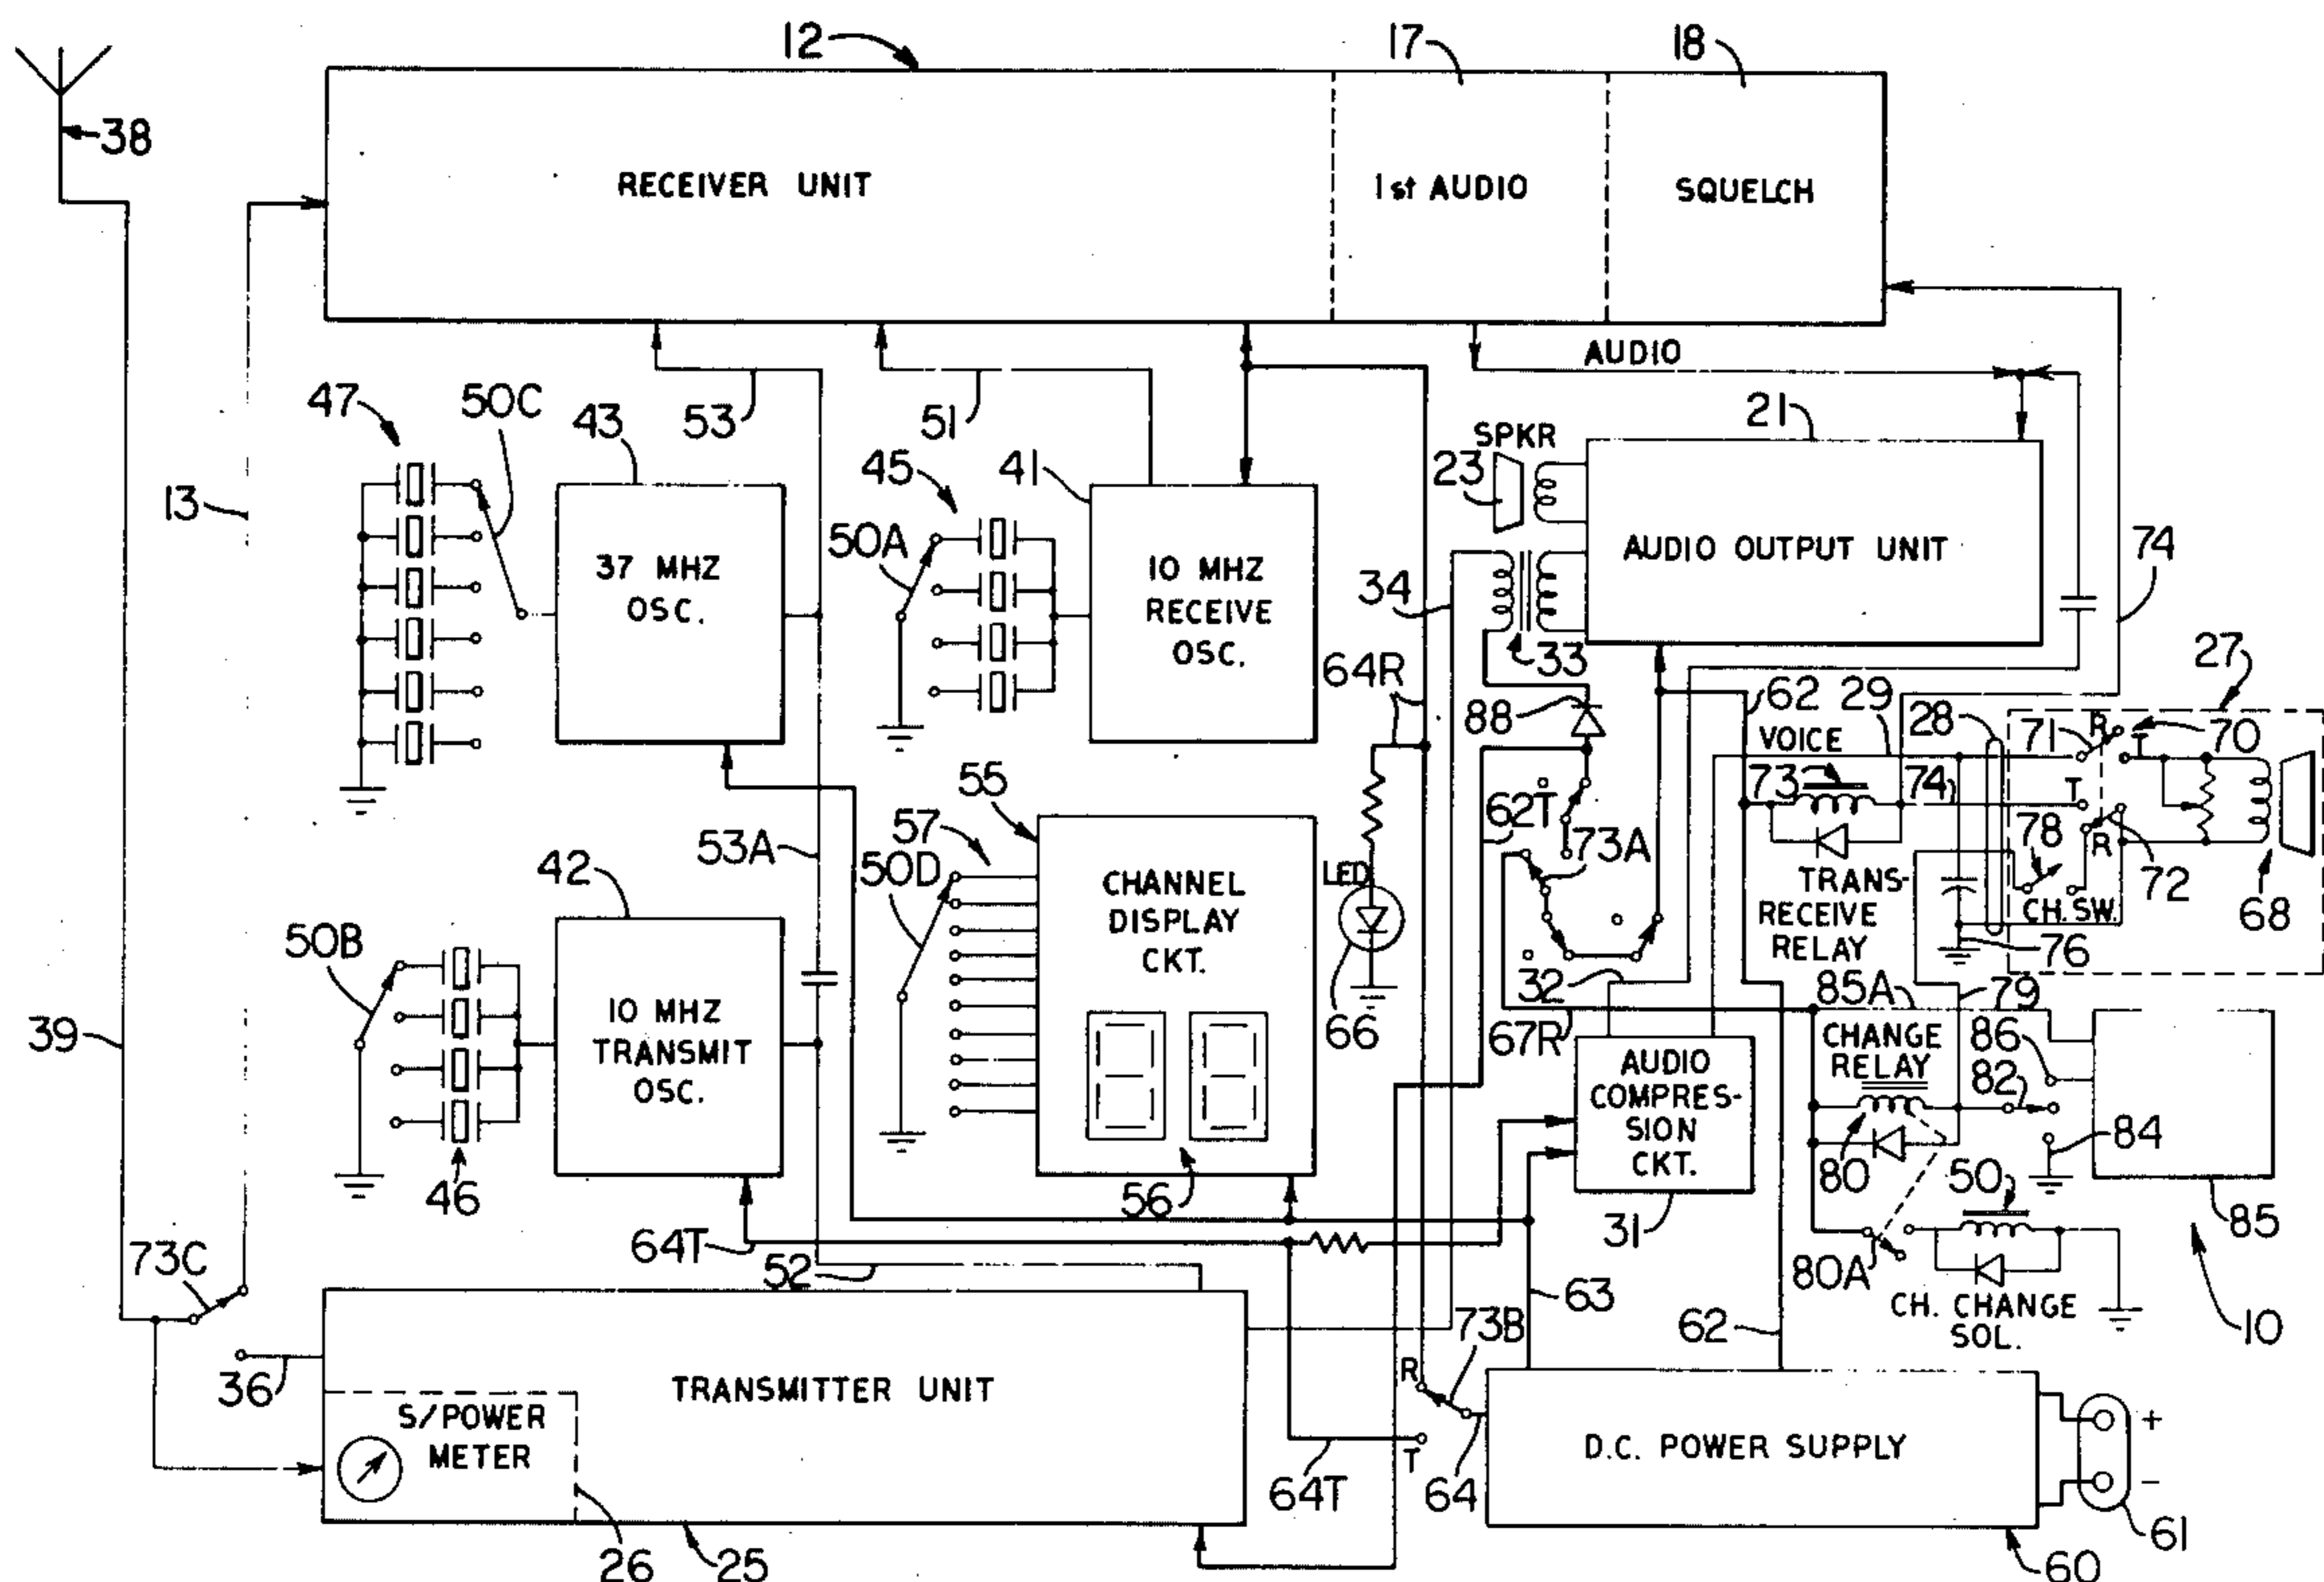 12
17
18
38
RECEIVER UNIT
1st AUDIO
SQUELCH
AUDIO
47
50C
43
53
51
21
SPKR
23
45
41
13
50A
37 MHZ
OSC.
10 MHZ
RECEIVE
OSC.
AUDIO OUTPUT UNIT
34
74
33
27
64R
88
62
29
28
71
R
T
70
VOICE
73
74
T
55
57
62T
73A
78
R
72
53A
50D
42
LED
CHANNEL
DISPLAY
CKT.
TRANS-
RECEIVE
RELAY
CH. SW.
68
76
50B
32
85A
79
66
67R
39
10 MHZ
TRANSMIT
OSC.
CHANGE
RELAY
86
82
AUDIO
COMPRES-
SION
CKT.
84
80
50
46
56
31
85
64T
52
80A
73C
63
CH. CHANGE
SOL.
10
62
73B
R
36
TRANSMITTER UNIT
S/POWER
METER
D.C. POWER SUPPLY
+
−
T
64T
64
61
26
25
60